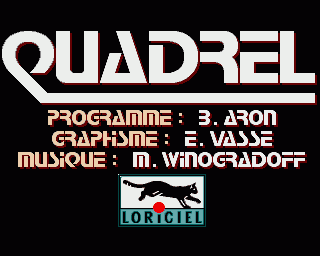 QUADREL
PROGRAMME : B. ARON
GRAPHISME : E. VASSE
MUSIQUE : M. WINOGRADOFF
LORICIEL